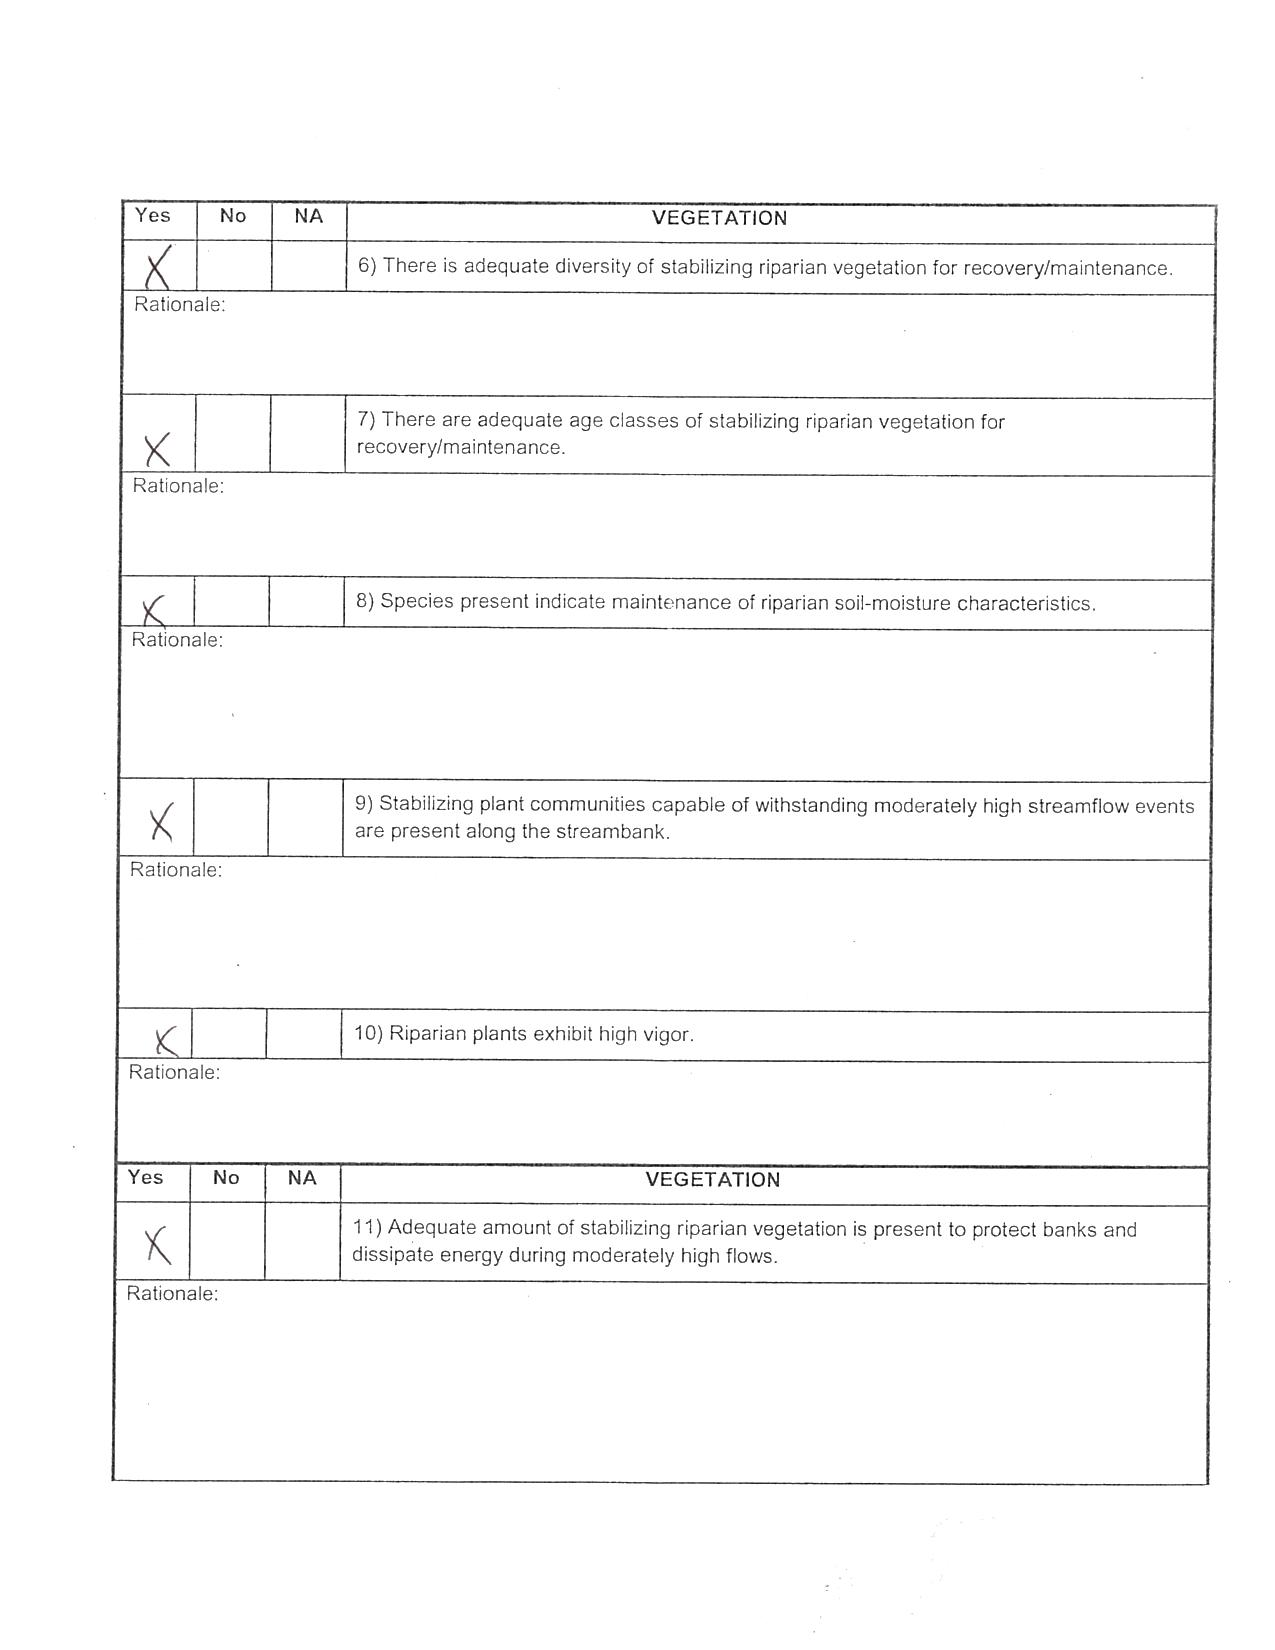 Yes No NA VEGETATION
X 6) There is adequate diversity of stabilizing riparian vegetation for recovery/maintenance.
Rationale:
7) There are adequate age classes of stabilizing riparian vegetation for
X recovery/maintenance.
Rationale:
X 8) Species present indicate maintenance of riparian soil-moisture characteristics.
Rationale:
9) Stabilizing plant communities capable of withstanding moderately high streamflow events
X are present along the streambank.
Rationale:
X 10) Riparian plants exhibit high vigor.
Rationale:
Yes No NA VEGETATION
11) Adequate amount of stabilizing riparian vegetation is present to protect banks and
X dissipate energy during moderately high flows.
Rationale: